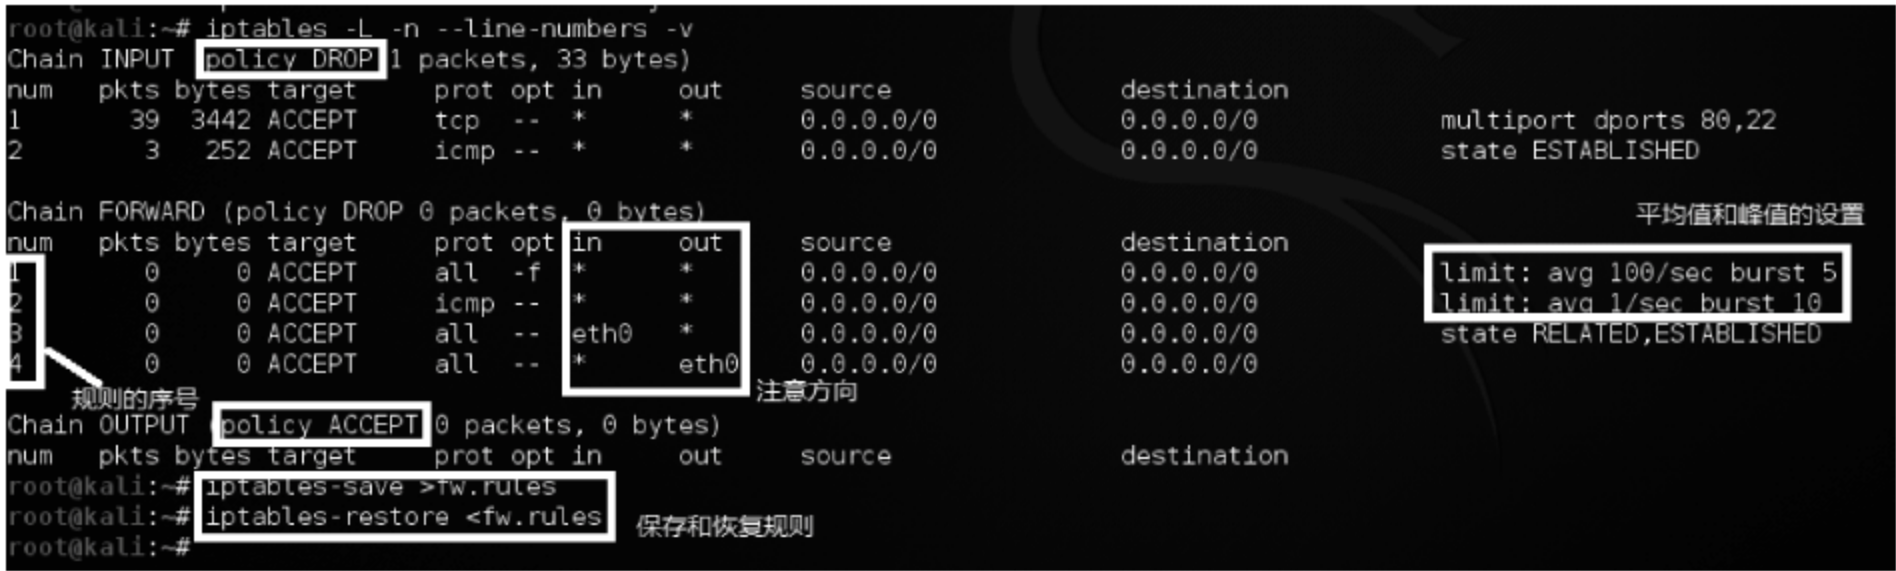 root@kali:~# iptables -L -n --line-numbers -v
Chain INPUT (policy DROP 1 packets, 33 bytes)
num pkts bytes target prot opt in out source destination
1 39 3442 ACCEPT tcp -- * * 0.0.0.0/0 0.0.0.0/0 multiport dports 80,22
2 3 252 ACCEPT icmp -- * * 0.0.0.0/0 0.0.0.0/0 state ESTABLISHED
Chain FORWARD (policy DROP 0 packets, 0 bytes)
平均值和峰值的设置
num pkts bytes target prot opt in out source destination
1 0 0 ACCEPT all -f * * 0.0.0.0/0 0.0.0.0/0 limit: avg 100/sec burst 5
2 0 0 ACCEPT icmp -- * * 0.0.0.0/0 0.0.0.0/0 limit: avg 1/sec burst 10
3 0 0 ACCEPT all -- eth0 * 0.0.0.0/0 0.0.0.0/0 state RELATED,ESTABLISHED
4 0 0 ACCEPT all -- * eth0 0.0.0.0/0 0.0.0.0/0
规则的序号
注意方向
Chain OUTPUT (policy ACCEPT 0 packets, 0 bytes)
num pkts bytes target prot opt in out source destination
root@kali:~# iptables-save >fw.rules
root@kali:~# iptables-restore <fw.rules
保存和恢复规则
root@kali:~#